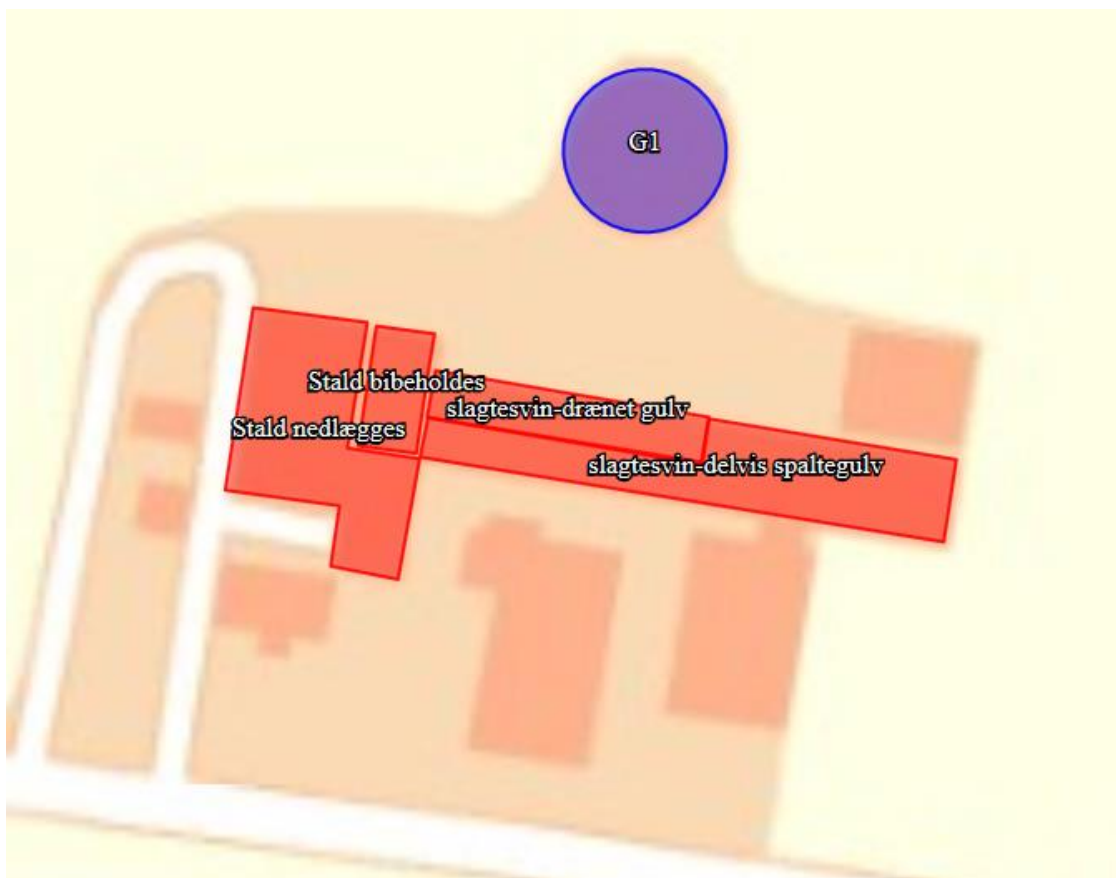 G1
Stald bibeholdes
slagtesvin-drænet gulv
Stald nedlægges
slagtesvin-delvis spaltegulv